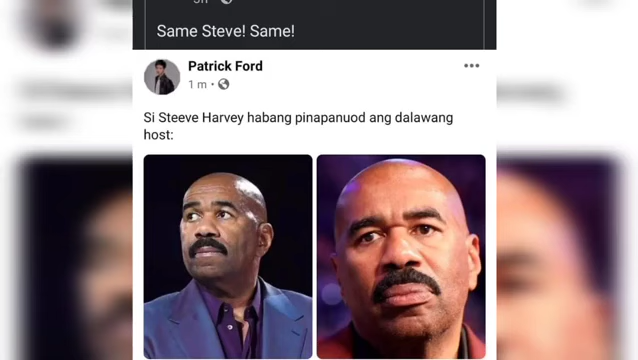 Same Steve! Same!
Patrick Ford
1 m
Si Steeve Harvey habang pinapanuod ang dalawang
host: